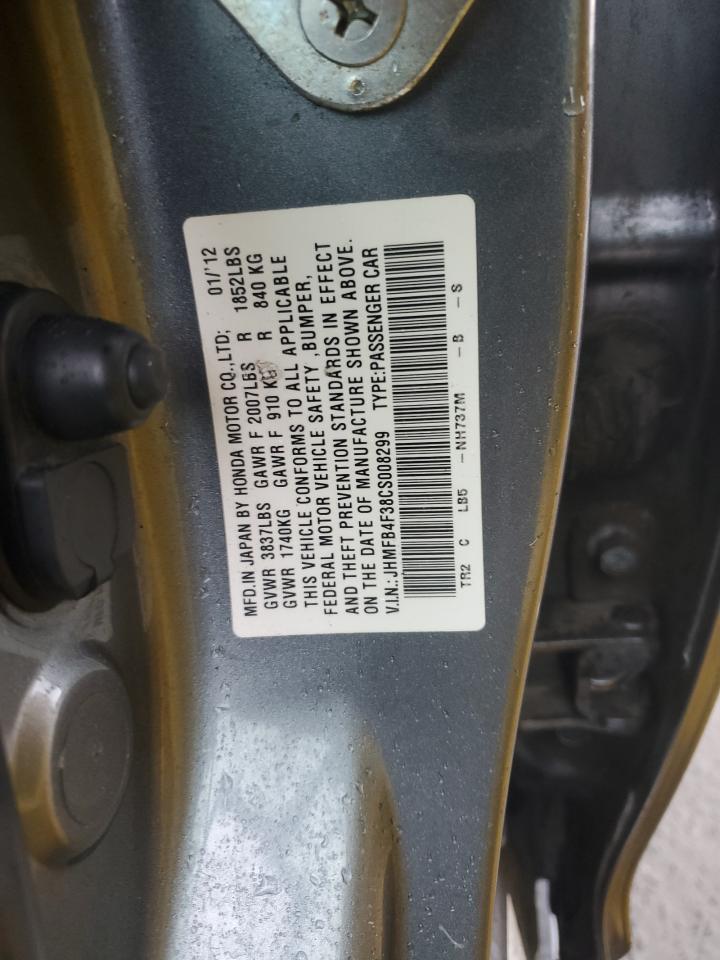 MFD.IN JAPAN BY HONDA MOTOR CO.,LTD; 01/'12
GVWR 3837LBS GAWR F 2007LBS R 1852LBS
GVWR 1740KG GAWR F 910 KG R 840 KG
THIS VEHICLE CONFORMS TO ALL APPLICABLE
FEDERAL MOTOR VEHICLE SAFETY ,BUMPER,
AND THEFT PREVENTION STANDARDS IN EFFECT
ON THE DATE OF MANUFACTURE SHOWN ABOVE.
V.I.N.: JHMFB4F38CS008299 TYPE:PASSENGER CAR
TR2 C LB5 -NH737M -B -S